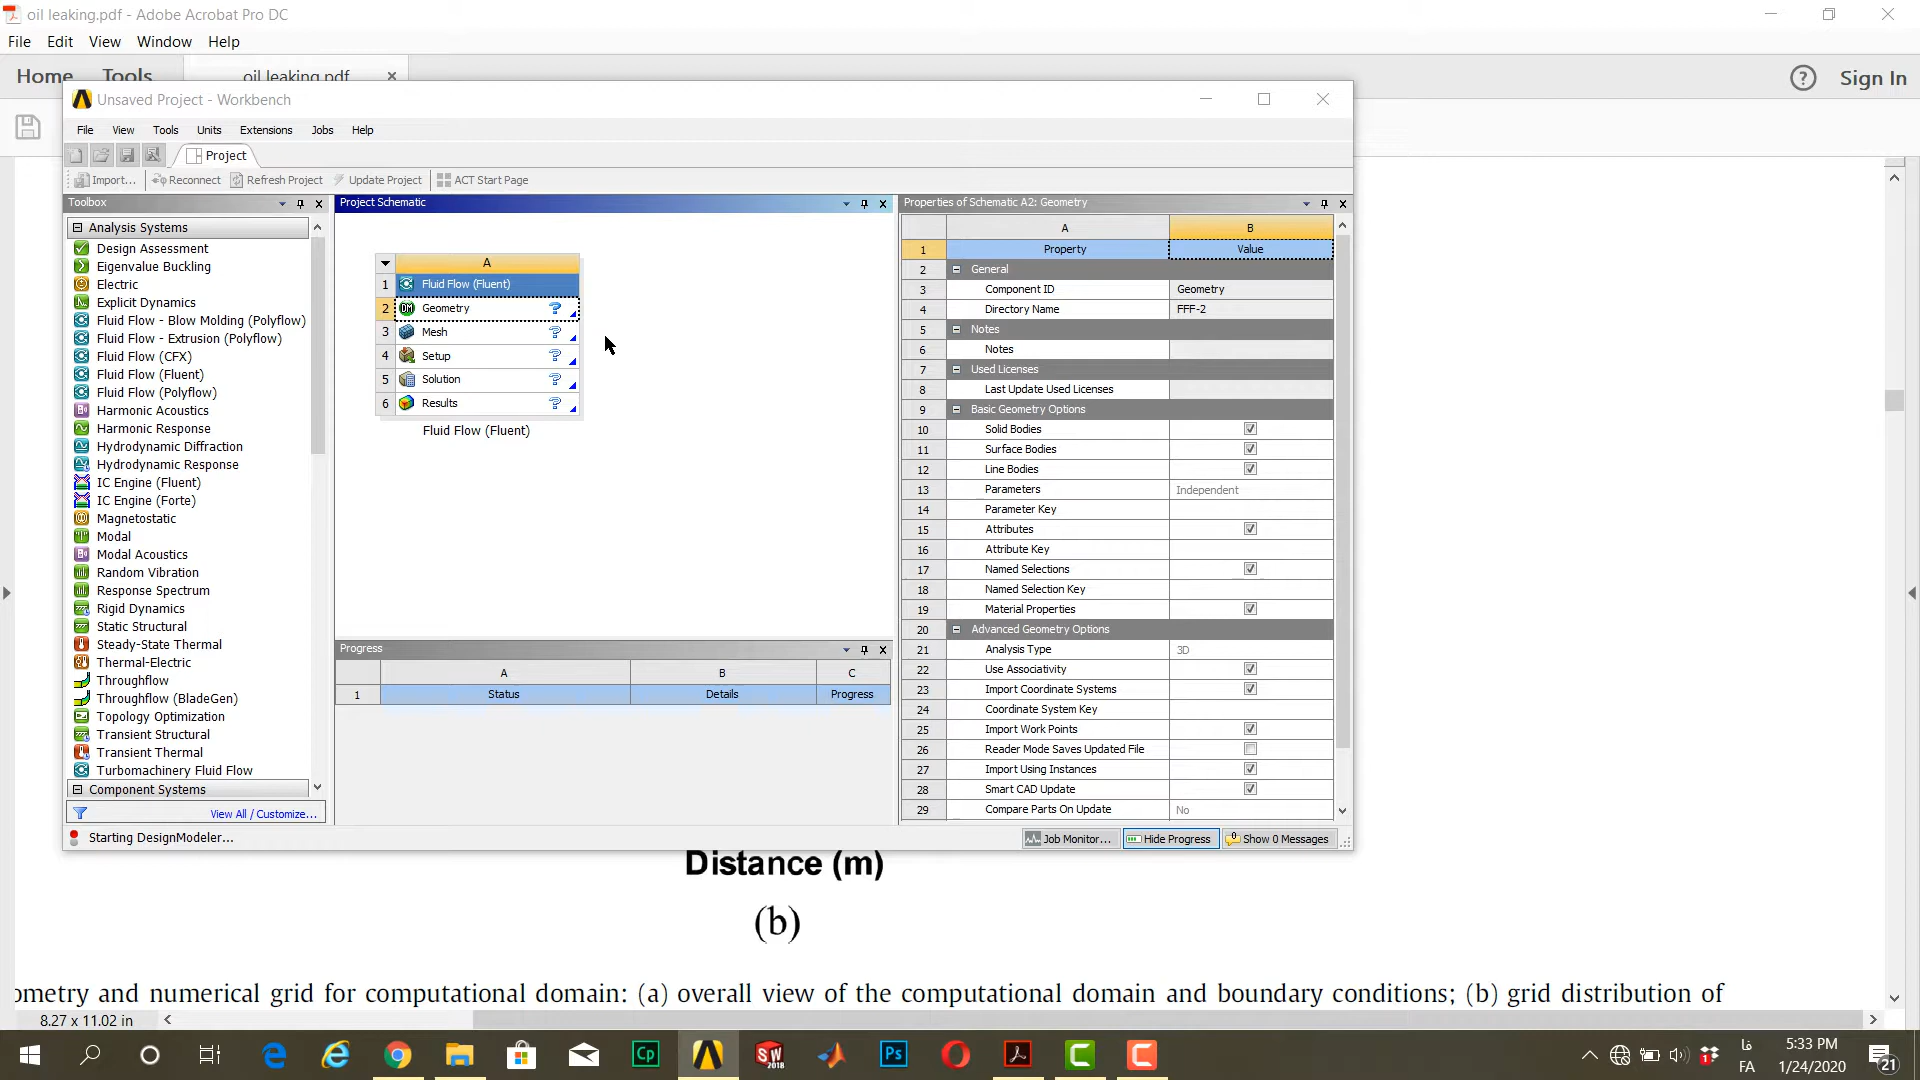 oil leaking.pdf - Adobe Acrobat Pro DC
File Edit View Window Help
Home Tools oil leaking.pdf
Sign In
Unsaved Project - Workbench
File View Tools Units Extensions Jobs Help
Project
Import... Reconnect Refresh Project Update Project ACT Start Page
Toolbox
Analysis Systems
Design Assessment
Eigenvalue Buckling
Electric
Explicit Dynamics
Fluid Flow - Blow Molding (Polyflow)
Fluid Flow - Extrusion (Polyflow)
Fluid Flow (CFX)
Fluid Flow (Fluent)
Fluid Flow (Polyflow)
Harmonic Acoustics
Harmonic Response
Hydrodynamic Diffraction
Hydrodynamic Response
IC Engine (Fluent)
IC Engine (Forte)
Magnetostatic
Modal
Modal Acoustics
Random Vibration
Response Spectrum
Rigid Dynamics
Static Structural
Steady-State Thermal
Thermal-Electric
Throughflow
Throughflow (BladeGen)
Topology Optimization
Transient Structural
Transient Thermal
Turbomachinery Fluid Flow
Component Systems
View All / Customize...
Project Schematic
A
1 Fluid Flow (Fluent)
2 Geometry ?
3 Mesh ?
4 Setup ?
5 Solution ?
6 Results ?
Fluid Flow (Fluent)
Progress
A B C
1 Status Details Progress
Properties of Schematic A2: Geometry
A B
1 Property Value
2 General
3 Component ID Geometry
4 Directory Name FFF-2
5 Notes
6 Notes
7 Used Licenses
8 Last Update Used Licenses
9 Basic Geometry Options
10 Solid Bodies
11 Surface Bodies
12 Line Bodies
13 Parameters Independent
14 Parameter Key
15 Attributes
16 Attribute Key
17 Named Selections
18 Named Selection Key
19 Material Properties
20 Advanced Geometry Options
21 Analysis Type 3D
22 Use Associativity
23 Import Coordinate Systems
24 Coordinate System Key
25 Import Work Points
26 Reader Mode Saves Updated File
27 Import Using Instances
28 Smart CAD Update
29 Compare Parts On Update No
Starting DesignModeler...
Job Monitor... Hide Progress Show 0 Messages
Distance (m)
(b)
ometry and numerical grid for computational domain: (a) overall view of the computational domain and boundary conditions; (b) grid distribution of
8.27 x 11.02 in
فا 5:33 PM
FA 1/24/2020
21